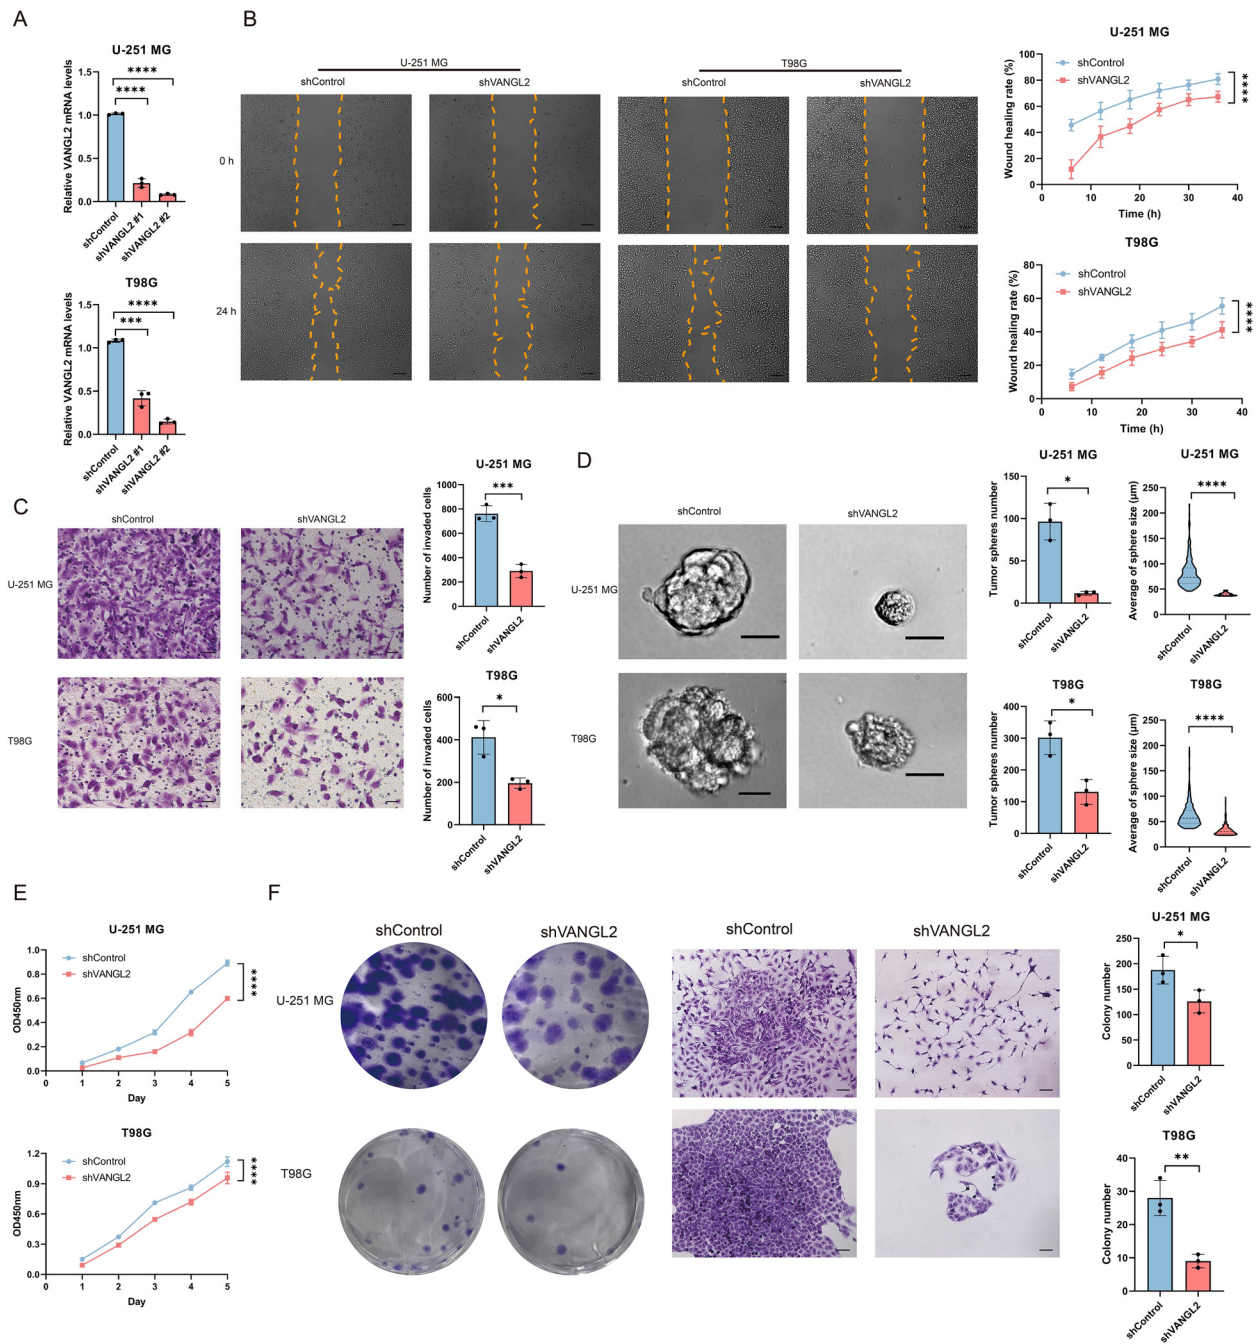 A
U-251 MG
Relative VANGL2 mRNA levels
1.5
1.0
0.5
0.0
****
****
shControl
shVANGL2 #1
shVANGL2 #2
T98G
Relative VANGL2 mRNA levels
1.5
1.0
0.5
0.0
****
***
shControl
shVANGL2 #1
shVANGL2 #2
B
U-251 MG
shControl
shVANGL2
T98G
shControl
shVANGL2
0 h
24 h
U-251 MG
Wound healing rate (%)
100
80
60
40
20
0
shControl
shVANGL2
****
0 10 20 30 40
Time (h)
T98G
Wound healing rate (%)
80
60
40
20
0
shControl
shVANGL2
****
0 10 20 30 40
Time (h)
C
shControl
shVANGL2
U-251 MG
T98G
U-251 MG
Number of invaded cells
1000
800
600
400
200
0
***
shControl
shVANGL2
T98G
Number of invaded cells
600
400
200
0
*
shControl
shVANGL2
D
shControl
shVANGL2
U-251 MG
T98G
U-251 MG
Tumor spheres number
150
100
50
0
*
shControl
shVANGL2
U-251 MG
Average of sphere size (μm)
250
200
150
100
50
0
****
shControl
shVANGL2
T98G
Tumor spheres number
400
300
200
100
0
*
shControl
shVANGL2
T98G
Average of sphere size (μm)
250
200
150
100
50
0
****
shControl
shVANGL2
E
U-251 MG
OD450nm
1.0
0.8
0.6
0.4
0.2
0.0
shControl
shVANGL2
****
0 1 2 3 4 5
Day
T98G
OD450nm
1.2
0.9
0.6
0.3
0.0
shControl
shVANGL2
****
0 1 2 3 4 5
Day
F
shControl
shVANGL2
shControl
shVANGL2
U-251 MG
T98G
U-251 MG
Colony number
250
200
150
100
50
0
*
shControl
shVANGL2
T98G
Colony number
40
30
20
10
0
**
shControl
shVANGL2